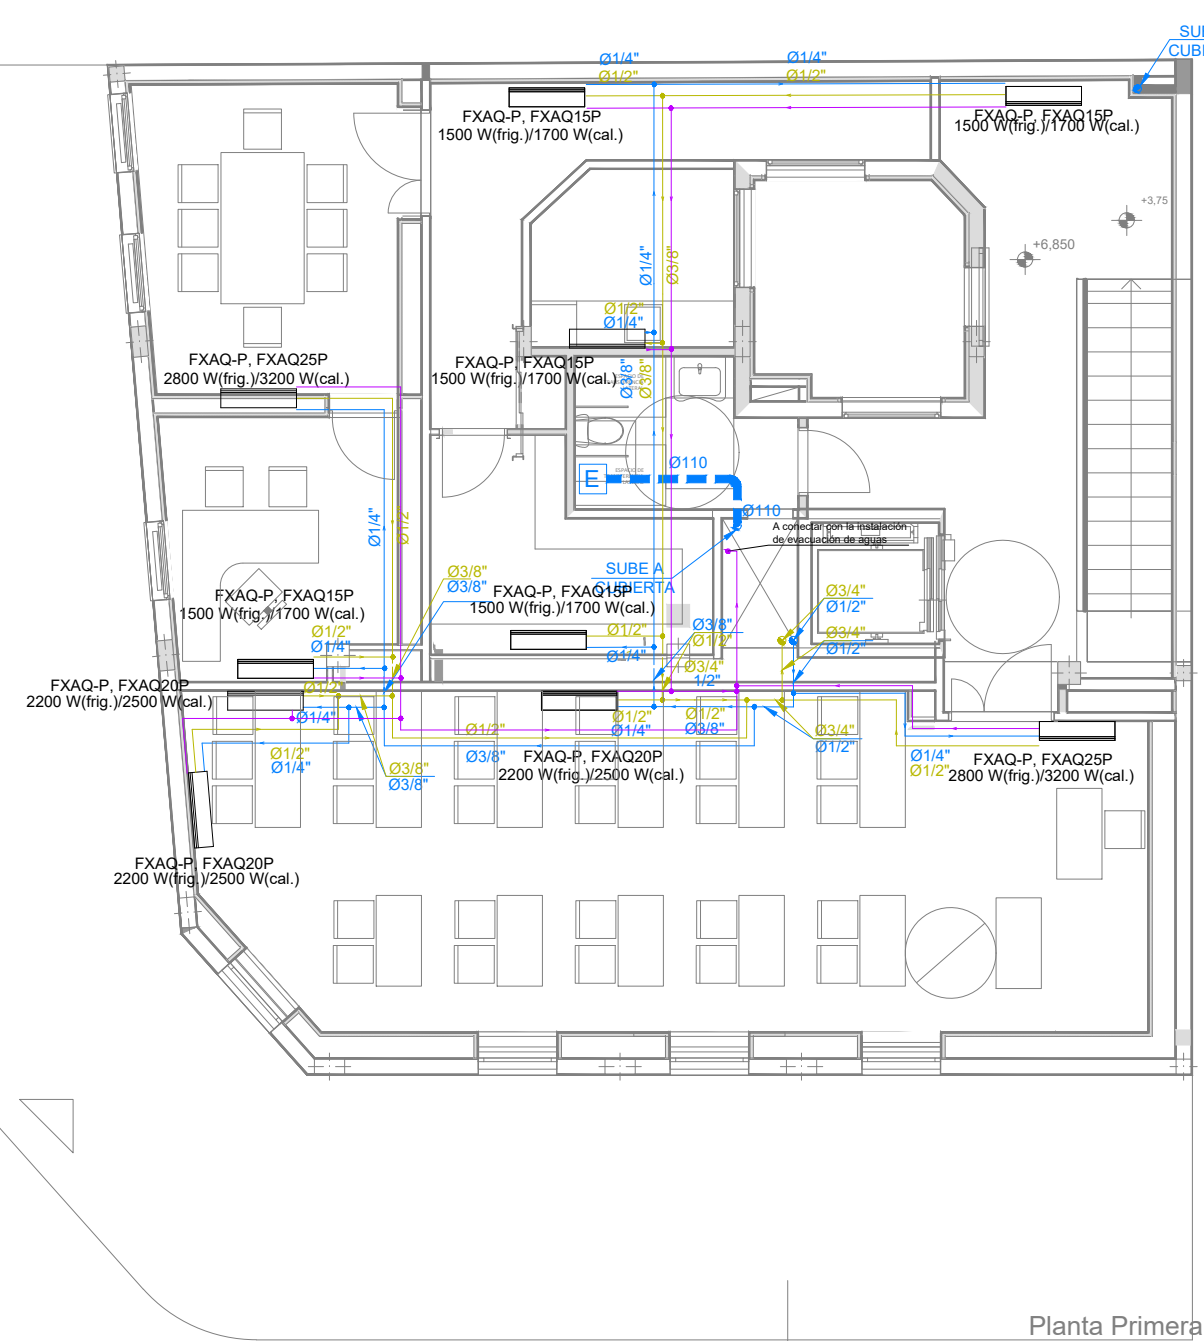 SUI
CUBI
Ø1/4"
Ø1/4"
Ø1/2"
Ø1/2"
FXAQ-P, FXAQ15P
1500 W(frig.)/1700 W(cal.)
FXAQ-P, FXAQ15P
1500 W(frig.)/1700 W(cal.)
+3,75
+6,850
Ø1/4"
Ø3/8"
Ø1/2"
Ø1/4"
FXAQ-P, FXAQ25P
2800 W(frig.)/3200 W(cal.)
FXAQ-P, FXAQ15P
1500 W(frig.)/1700 W(cal.)
Ø3/8"
Ø3/8"
Ø110
E
ESPACIO DE
Ø110
A conectar con la instalación
de evacuación de aguas
Ø1/4"
Ø1/2
SUBE A
CUBIERTA
Ø3/8"
Ø3/8"
FXAQ-P, FXAQ15P
1500 W(frig.)/1700 W(cal.)
FXAQ-P, FXAQ15P
1500 W(frig.)/1700 W(cal.)
Ø3/4"
Ø1/2"
Ø1/2"
Ø1/4"
Ø1/2"
Ø1/4"
Ø3/8"
Ø1/2"
Ø3/4"
Ø1/2"
Ø3/4"
1/2"
FXAQ-P, FXAQ20P
2200 W(frig.)/2500 W(cal.)
Ø1/2"
Ø1/4"
Ø1/2"
Ø1/4"
Ø1/2"
Ø3/8"
Ø1/2"
Ø1/4"
Ø1/2"
Ø3/8"
Ø3/4"
Ø1/2"
Ø3/8"
Ø3/8"
FXAQ-P, FXAQ20P
2200 W(frig.)/2500 W(cal.)
Ø1/4"
Ø1/2"
FXAQ-P, FXAQ25P
2800 W(frig.)/3200 W(cal.)
FXAQ-P, FXAQ20P
2200 W(frig.)/2500 W(cal.)
Planta Primera